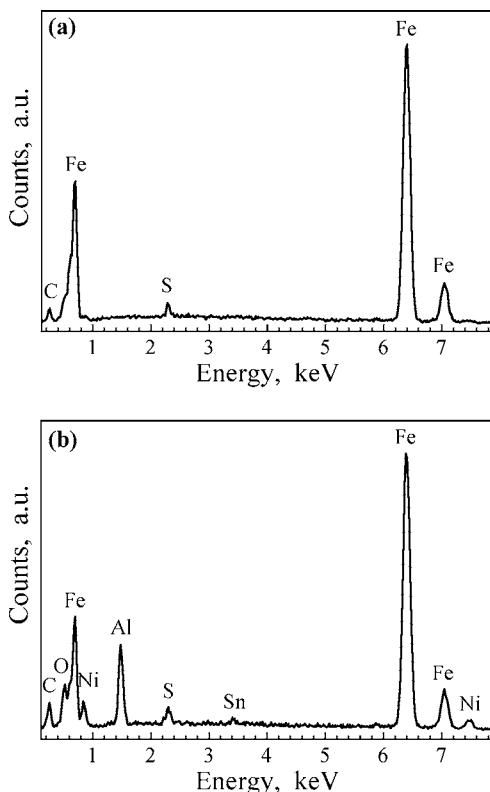 (a)
Fe
Fe
C
S
Fe
Counts, a.u.
1 2 3 4 5 6 7
Energy, keV
(b)
Fe
Fe
Al
O
C
Ni
S
Sn
Fe
Ni
Counts, a.u.
1 2 3 4 5 6 7
Energy, keV